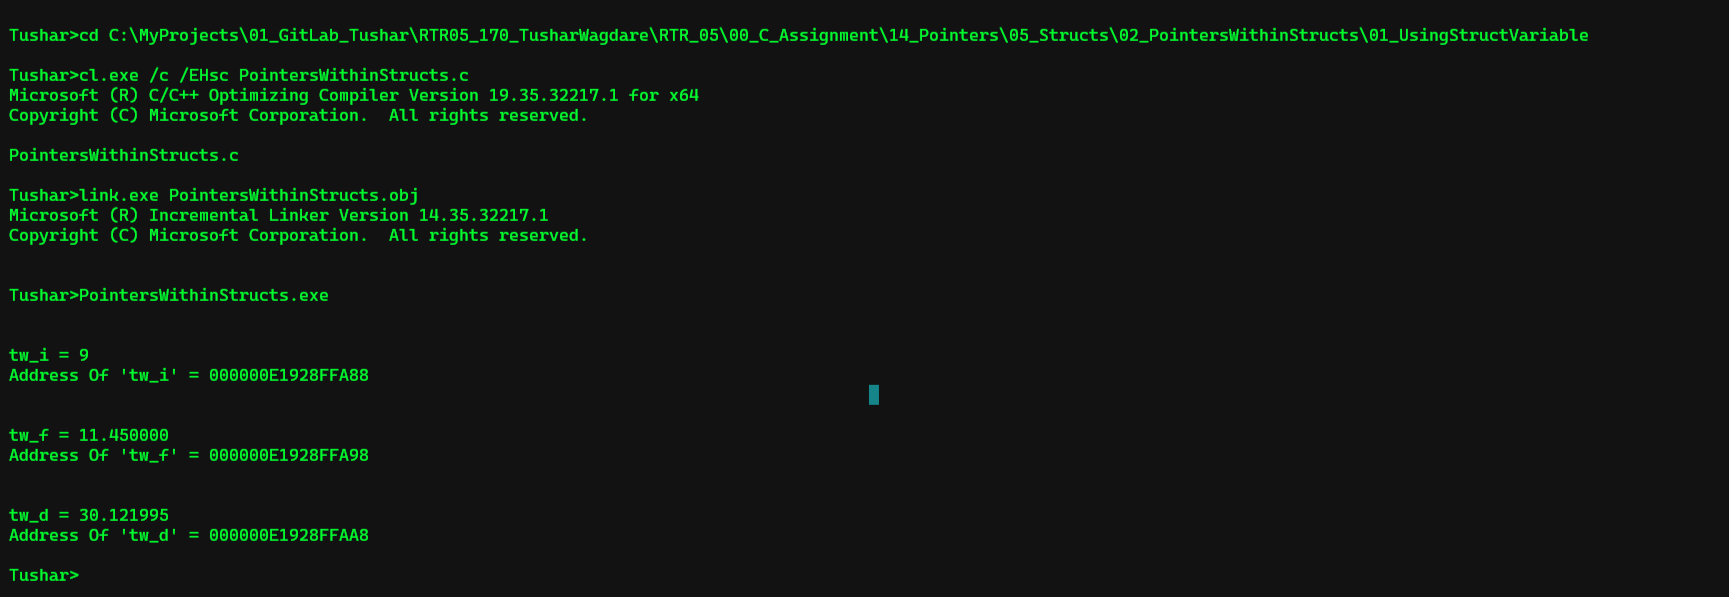 Tushar>cd C:\MyProjects\01_GitLab_Tushar\RTR05_170_TusharWagdare\RTR_05\00_C_Assignment\14_Pointers\05_Structs\02_PointersWithinStructs\01_UsingStructVariable
Tushar>cl.exe /c /EHsc PointersWithinStructs.c
Microsoft (R) C/C++ Optimizing Compiler Version 19.35.32217.1 for x64
Copyright (C) Microsoft Corporation.  All rights reserved.
PointersWithinStructs.c
Tushar>link.exe PointersWithinStructs.obj
Microsoft (R) Incremental Linker Version 14.35.32217.1
Copyright (C) Microsoft Corporation.  All rights reserved.
Tushar>PointersWithinStructs.exe
tw_i = 9
Address Of 'tw_i' = 000000E1928FFA88
tw_f = 11.450000
Address Of 'tw_f' = 000000E1928FFA98
tw_d = 30.121995
Address Of 'tw_d' = 000000E1928FFAA8
Tushar>